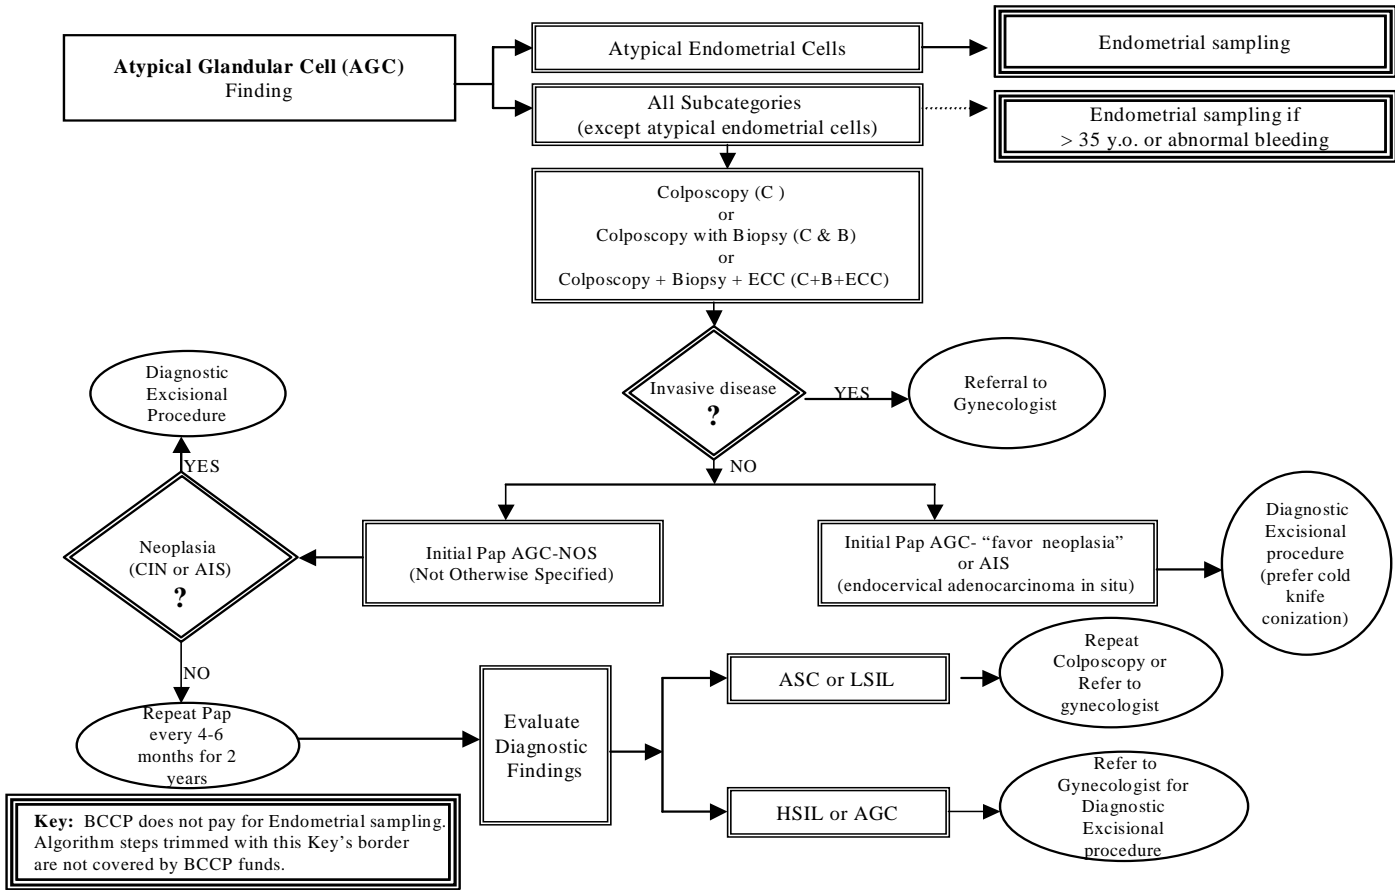 Atypical Glandular Cell (AGC)
Finding
Atypical Endometrial Cells
Endometrial sampling
All Subcategories
(except atypical endometrial cells)
Endometrial sampling if
> 35 y.o. or abnormal bleeding
Colposcopy (C )
or
Colposcopy with Biopsy (C & B)
or
Colposcopy + Biopsy + ECC (C+B+ECC)
Invasive disease
?
YES
Referral to
Gynecologist
NO
Diagnostic
Excisional
Procedure
YES
Neoplasia
(CIN or AIS)
?
Initial Pap AGC-NOS
(Not Otherwise Specified)
Initial Pap AGC- “favor neoplasia”
or AIS
(endocervical adenocarcinoma in situ)
Diagnostic
Excisional
procedure
(prefer cold
knife
conization)
NO
Repeat Pap
every 4-6
months for 2
years
Evaluate
Diagnostic
Findings
ASC or LSIL
Repeat
Colposcopy or
Refer to
gynecologist
HSIL or AGC
Refer to
Gynecologist for
Diagnostic
Excisional
procedure
Key: BCCP does not pay for Endometrial sampling.
Algorithm steps trimmed with this Key’s border
are not covered by BCCP funds.